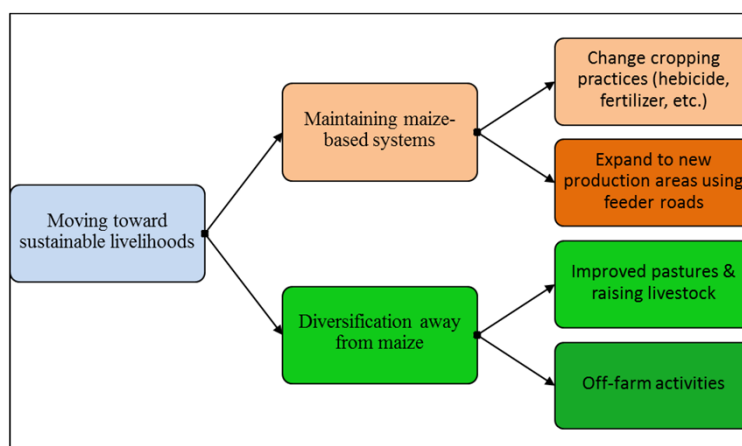 Moving toward
sustainable livelihoods
Maintaining maize-
based systems
Diversification away
from maize
Change cropping
practices (hebicide,
fertilizer, etc.)
Expand to new
production areas using
feeder roads
Improved pastures &
raising livestock
Off-farm activities